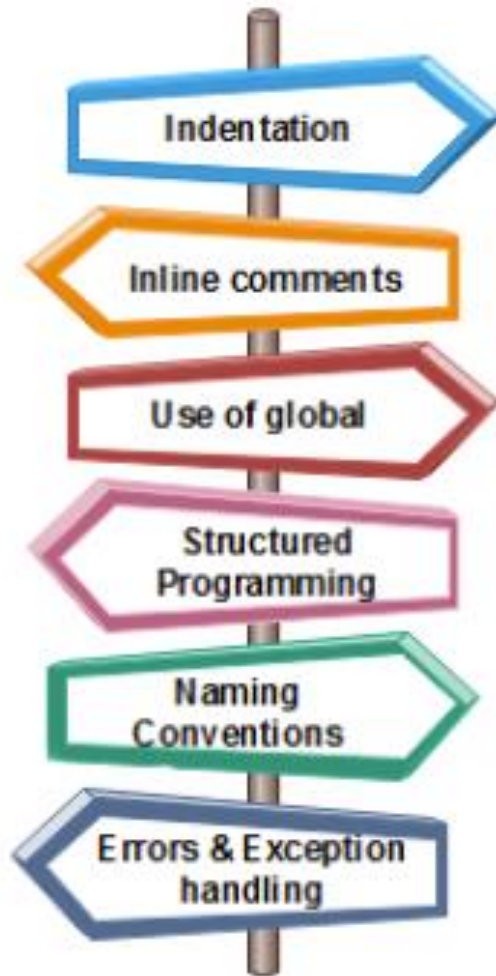 Indentation
Inline comments
Use of global
Structured
Programming
Naming
Conventions
Errors & Exception
handling